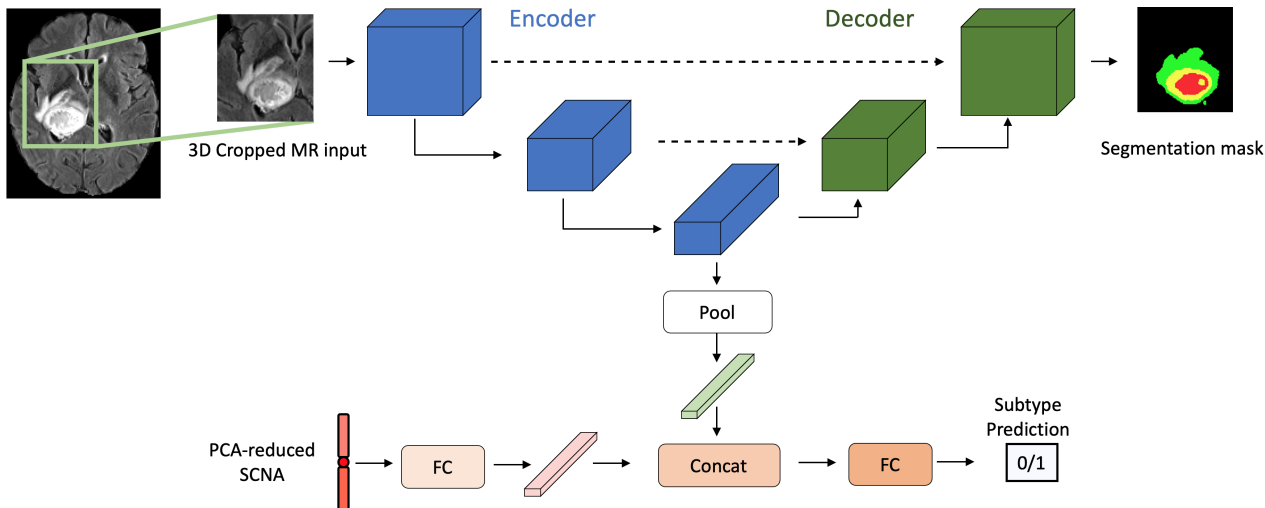 Encoder
Decoder
3D Cropped MR input
Segmentation mask
Pool
PCA-reduced
SCNA
FC
Concat
FC
Subtype
Prediction
0/1